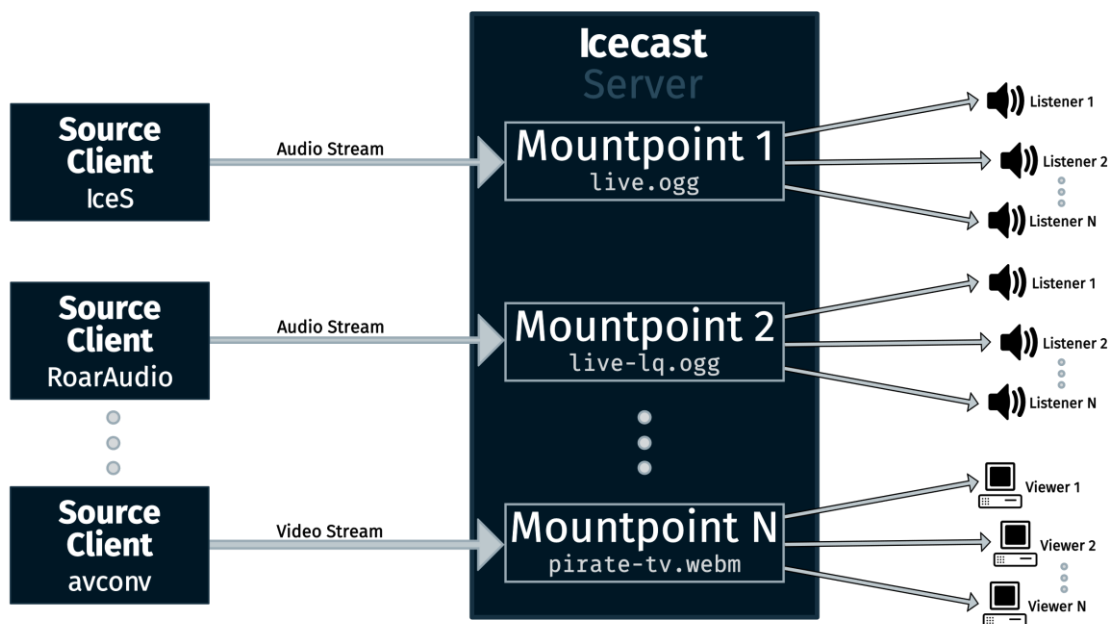 Icecast
Server
Source
Client
IceS
Audio Stream
Mountpoint 1
live.ogg
Listener 1
Listener 2
Listener N
Source
Client
RoarAudio
Audio Stream
Mountpoint 2
live-lq.ogg
Listener 1
Listener 2
Listener N
Source
Client
avconv
Video Stream
Mountpoint N
pirate-tv.webm
Viewer 1
Viewer 2
Viewer N